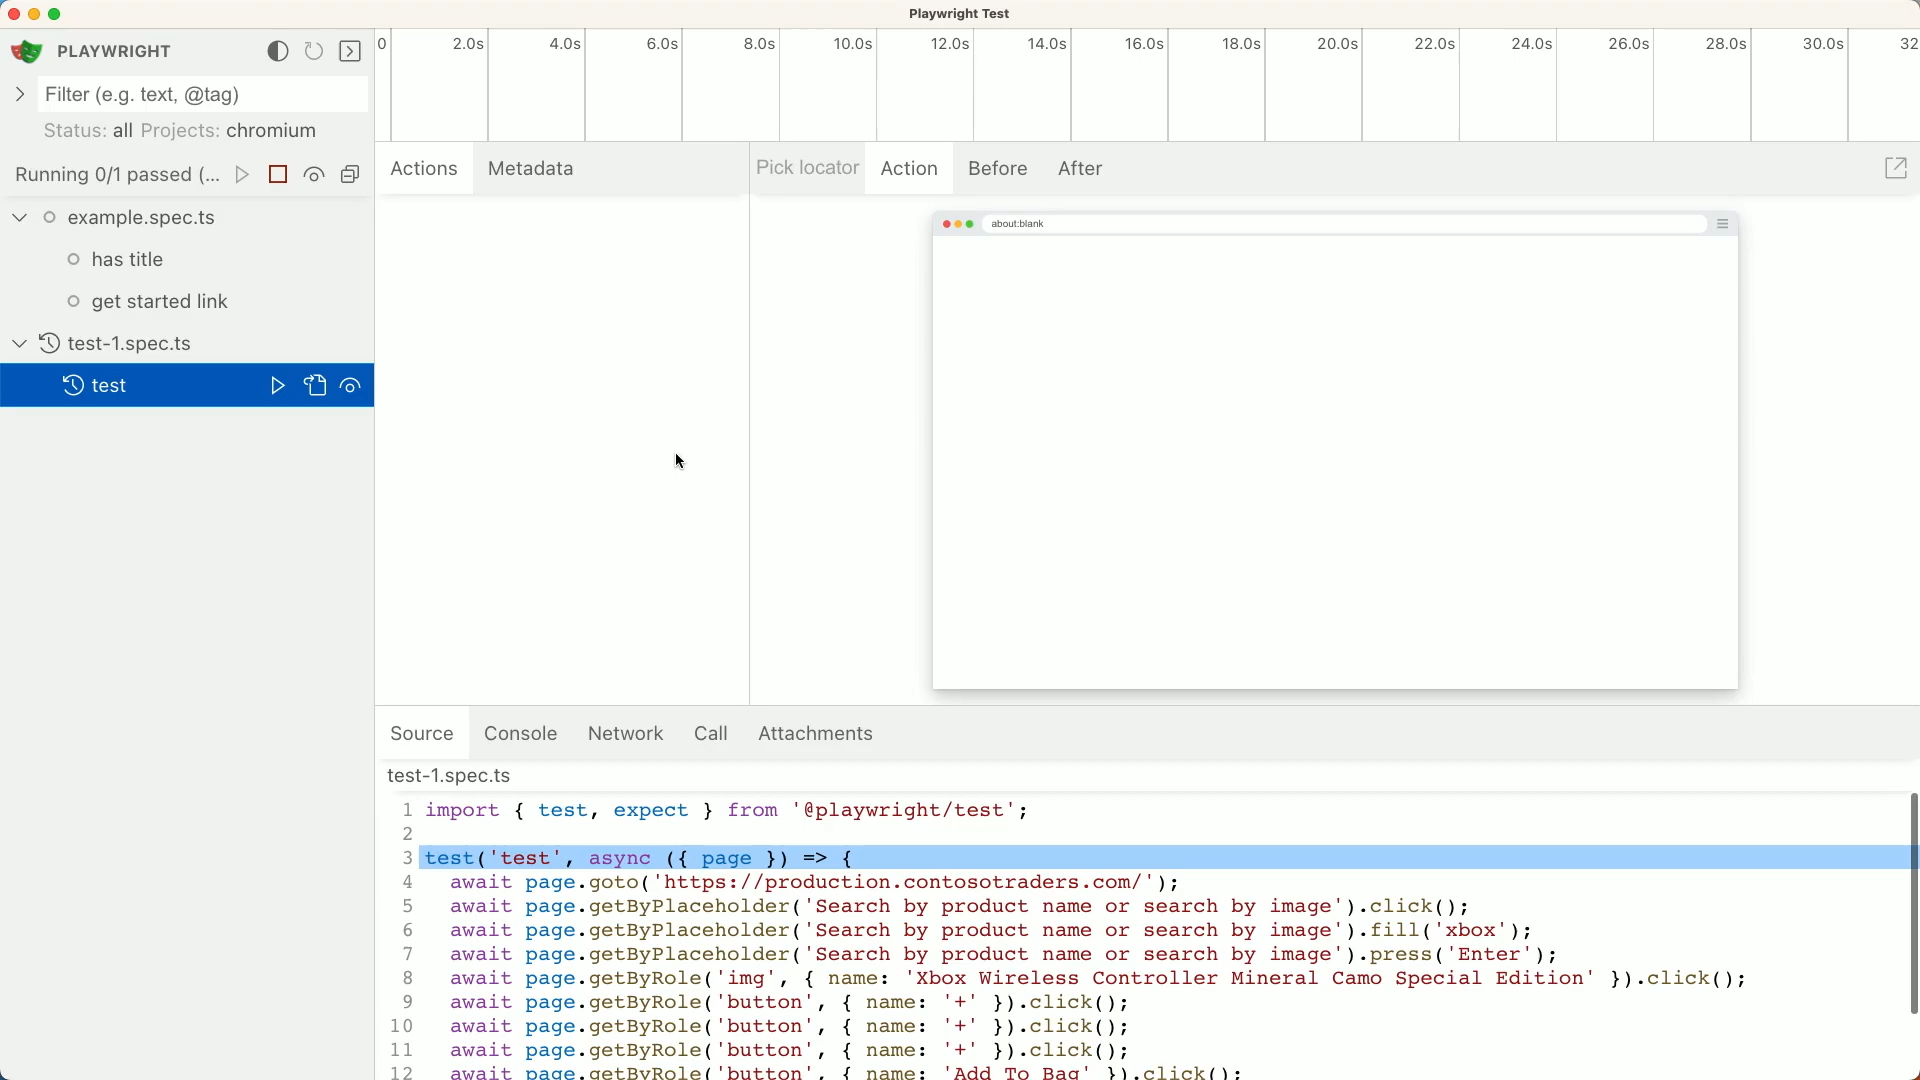 Playwright Test
PLAYWRIGHT
0 2.0s 4.0s 6.0s 8.0s 10.0s 12.0s 14.0s 16.0s 18.0s 20.0s 22.0s 24.0s 26.0s 28.0s 30.0s 32
Filter (e.g. text, @tag)
Status: all Projects: chromium
Running 0/1 passed (...
Actions Metadata
Pick locator Action Before After
example.spec.ts
has title
get started link
test-1.spec.ts
test
about:blank
Source Console Network Call Attachments
test-1.spec.ts
1 import { test, expect } from '@playwright/test';
2
3 test('test', async ({ page }) => {
4 await page.goto('https://production.contosotraders.com/');
5 await page.getByPlaceholder('Search by product name or search by image').click();
6 await page.getByPlaceholder('Search by product name or search by image').fill('xbox');
7 await page.getByPlaceholder('Search by product name or search by image').press('Enter');
8 await page.getByRole('img', { name: 'Xbox Wireless Controller Mineral Camo Special Edition' }).click();
9 await page.getByRole('button', { name: '+' }).click();
10 await page.getByRole('button', { name: '+' }).click();
11 await page.getByRole('button', { name: '+' }).click();
12 await page.getByRole('button', { name: 'Add To Bag' }).click();